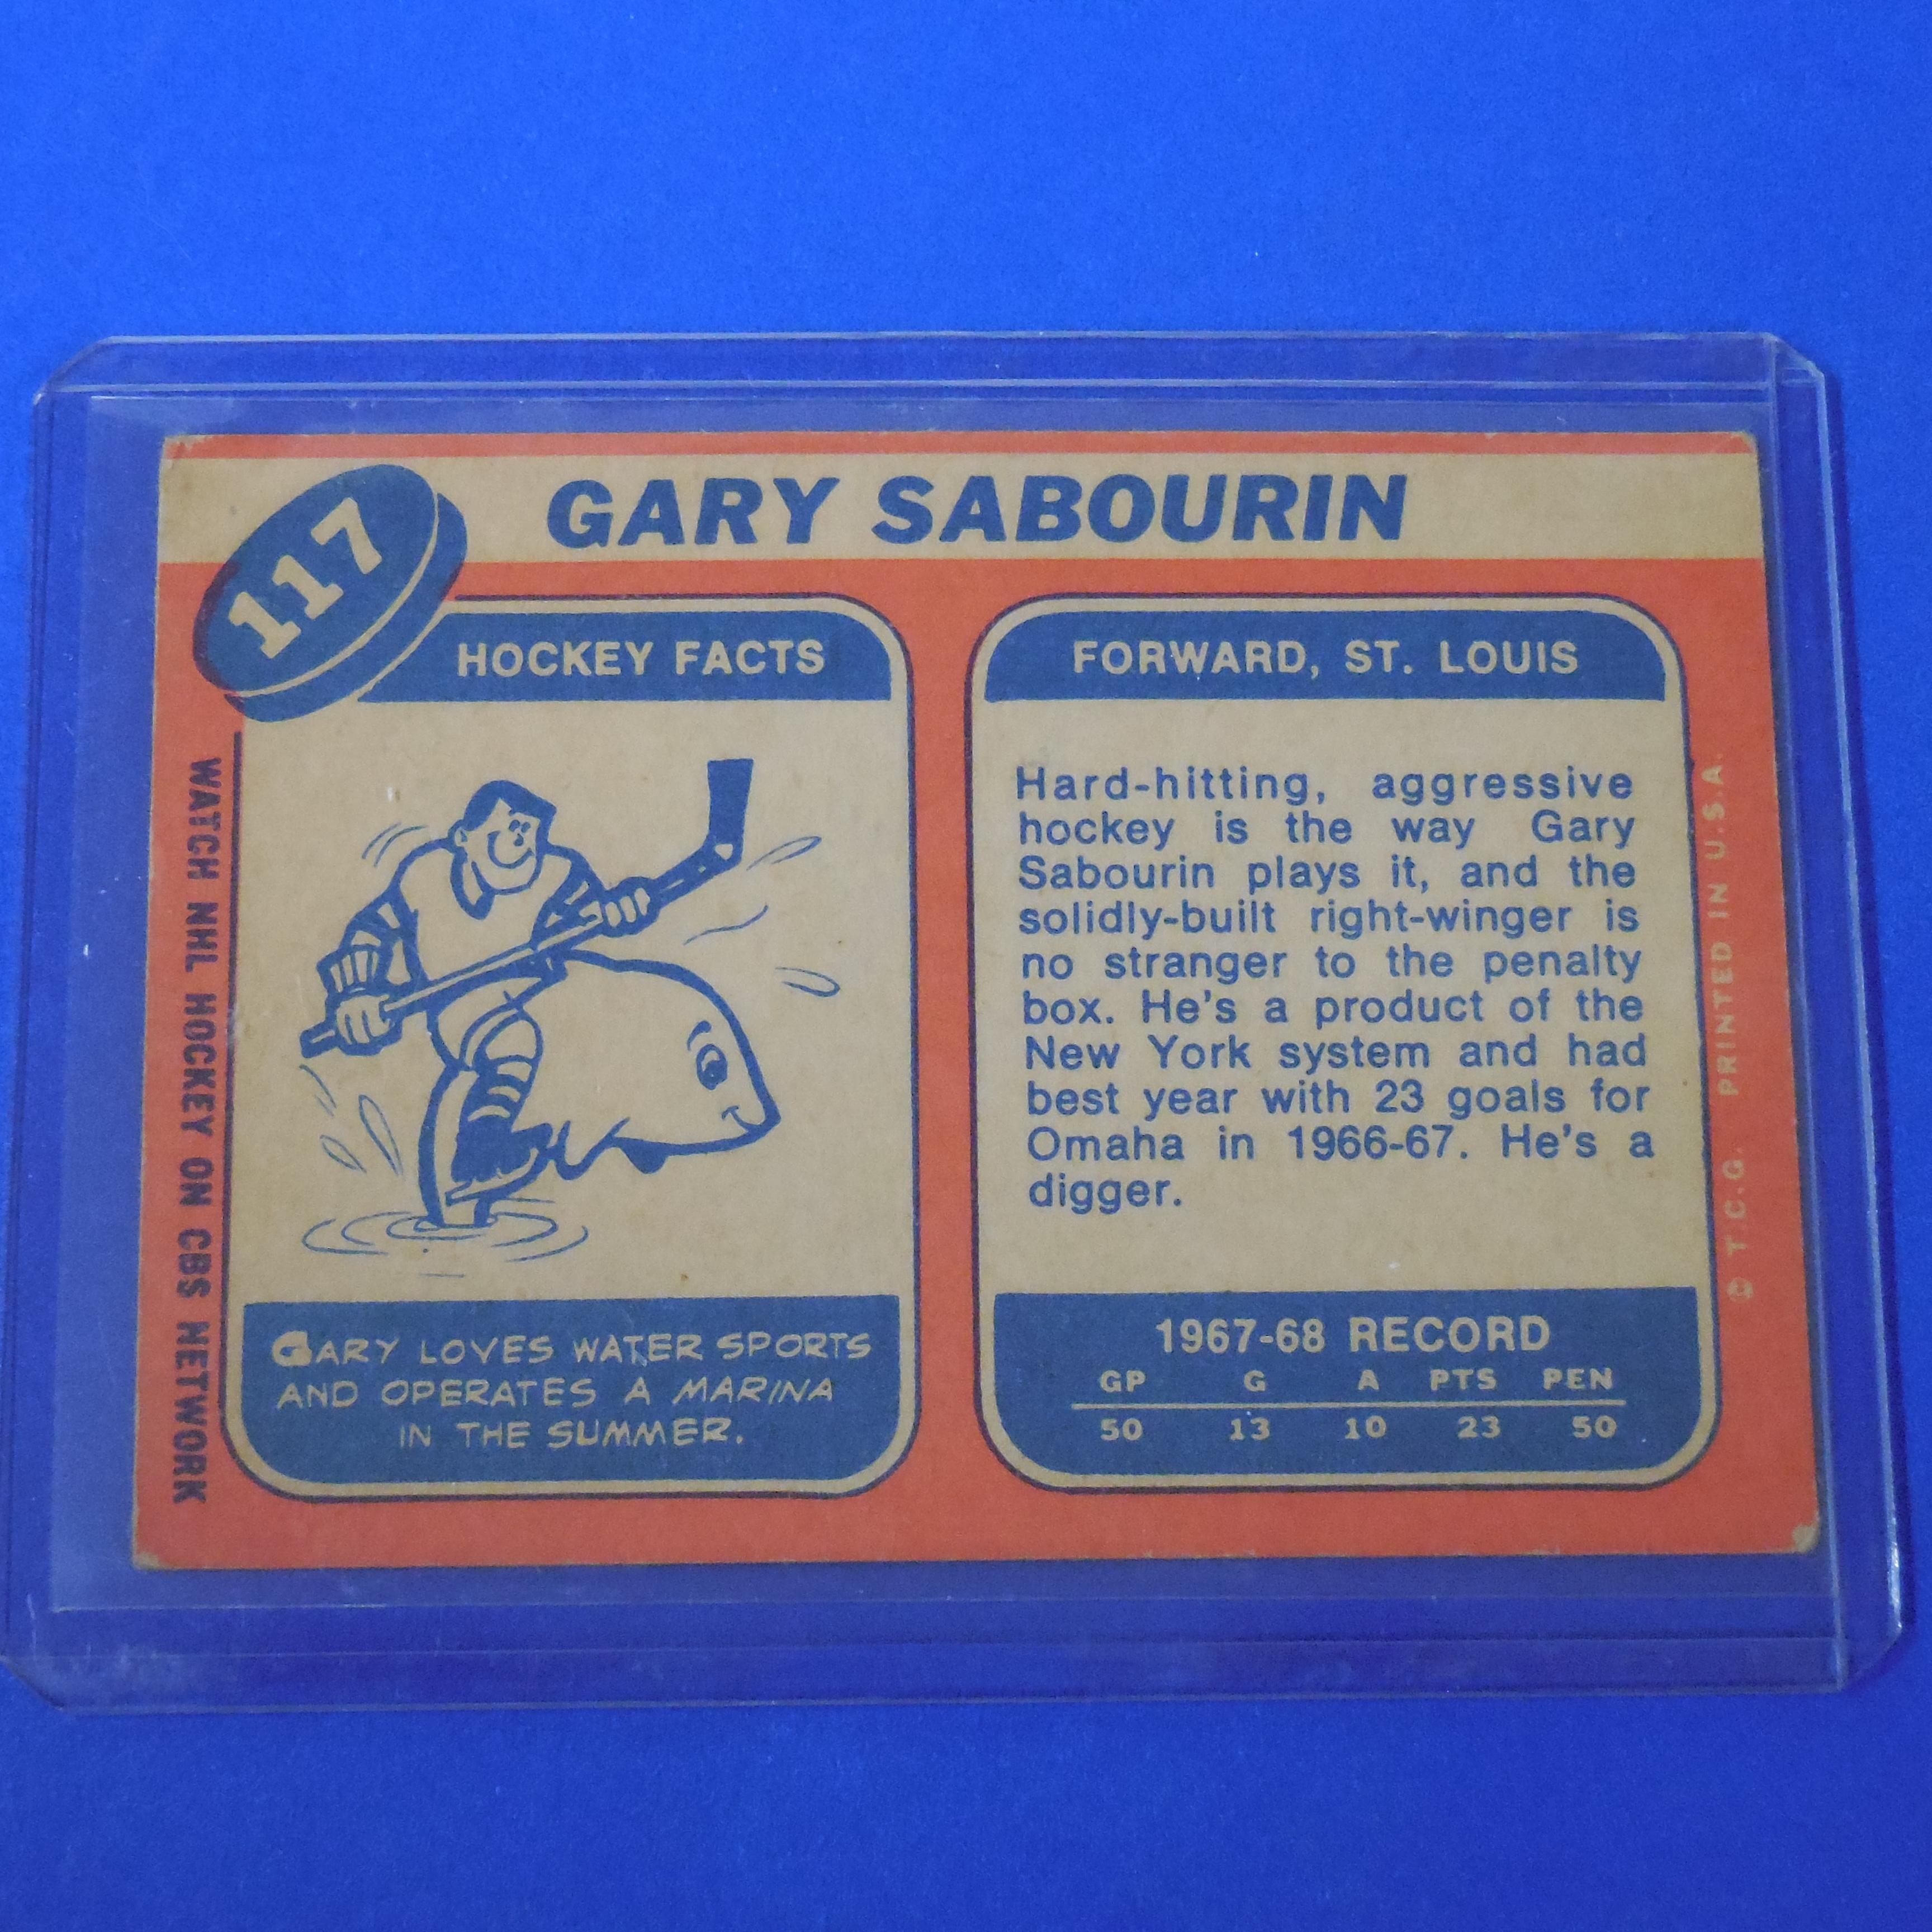 117
GARY SABOURIN
HOCKEY FACTS
GARY LOVES WATER SPORTS
AND OPERATES A MARINA
IN THE SUMMER.
WATCH NHL HOCKEY ON CBS NETWORK
FORWARD, ST. LOUIS
Hard-hitting, aggressive
hockey is the way Gary
Sabourin plays it, and the
solidly-built right-winger is
no stranger to the penalty
box. He's a product of the
New York system and had
best year with 23 goals for
Omaha in 1966-67. He's a
digger.
1967-68 RECORD
GP G A PTS PEN
50 13 10 23 50
© T.C.G. PRINTED IN U.S.A.